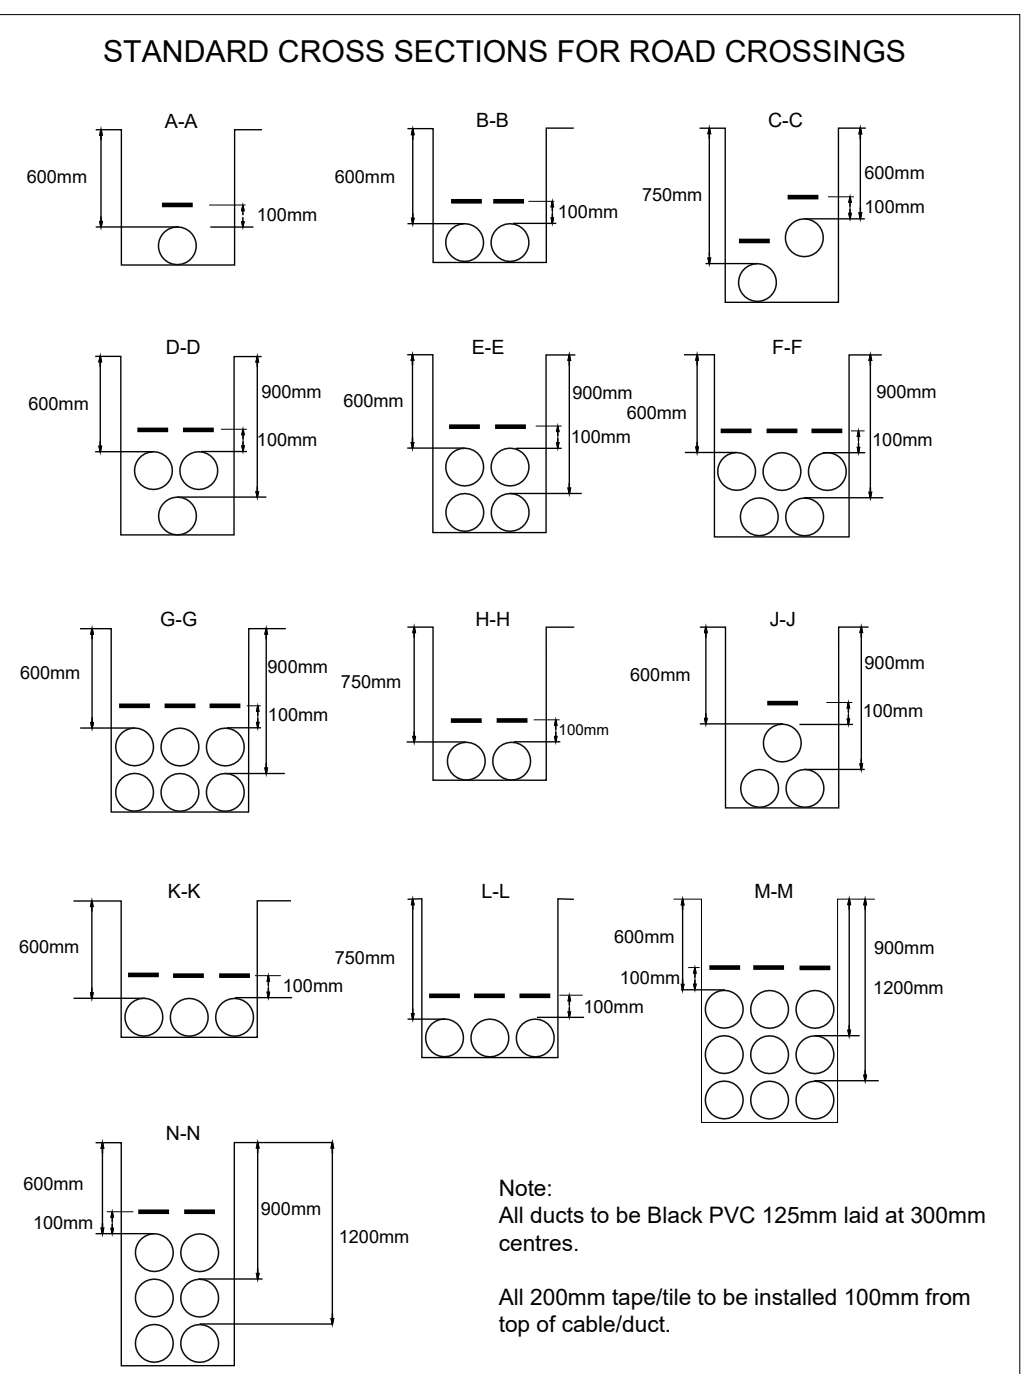 STANDARD CROSS SECTIONS FOR ROAD CROSSINGS
A-A
600mm
100mm
B-B
600mm
100mm
C-C
750mm
600mm
100mm
D-D
600mm
900mm
100mm
E-E
600mm
900mm
100mm
F-F
600mm
900mm
100mm
G-G
600mm
900mm
100mm
H-H
750mm
100mm
J-J
600mm
900mm
100mm
K-K
600mm
100mm
L-L
750mm
100mm
M-M
600mm
100mm
900mm
1200mm
N-N
600mm
100mm
900mm
1200mm
Note:
All ducts to be Black PVC 125mm laid at 300mm
centres.
All 200mm tape/tile to be installed 100mm from
top of cable/duct.